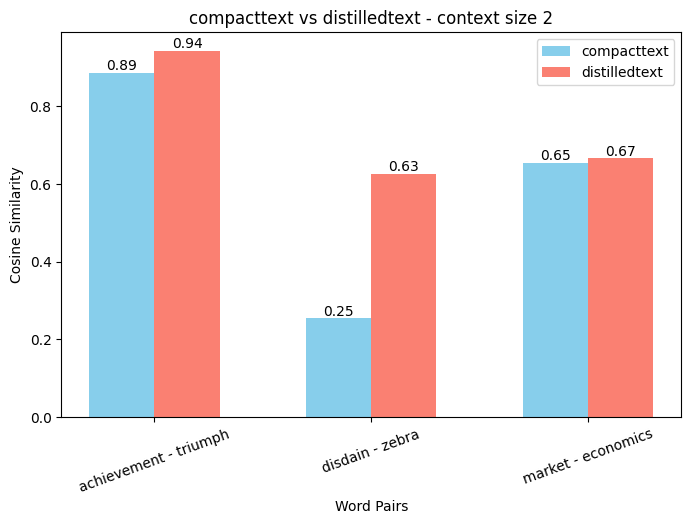 compacttext vs distilledtext - context size 2
compacttext
distilledtext
0.89
0.94
0.25
0.63
0.65
0.67
Cosine Similarity
0.8
0.6
0.4
0.2
0.0
achievement - triumph
disdain - zebra
market - economics
Word Pairs